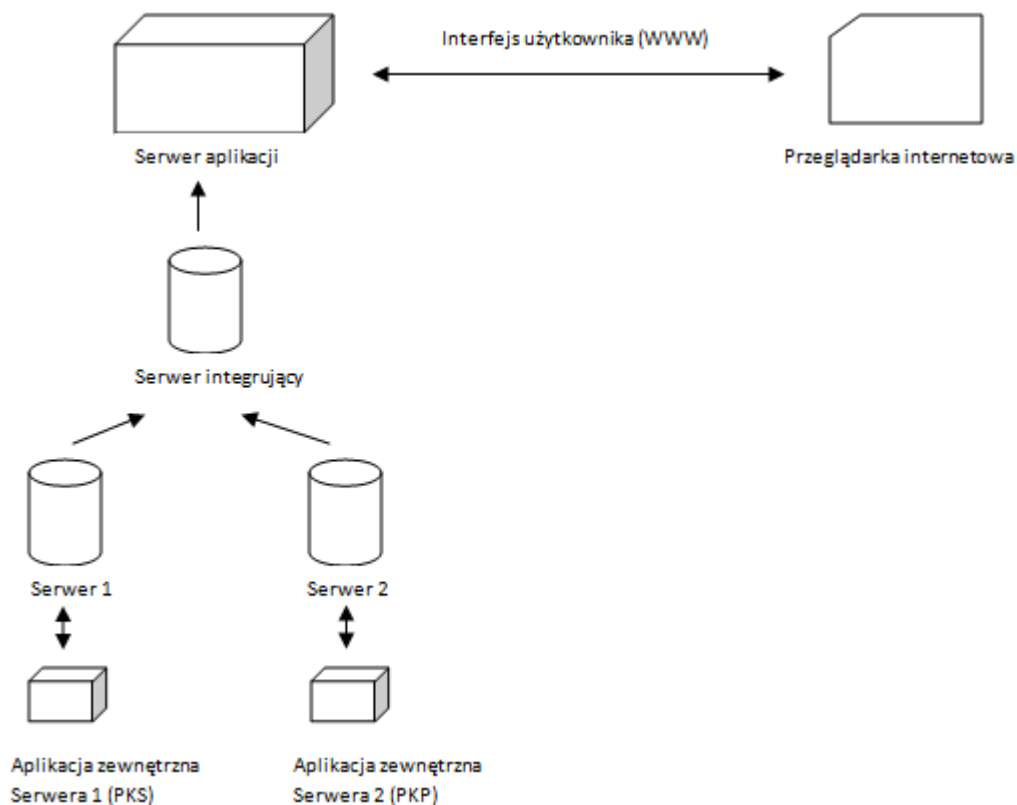 Interfejs użytkownika (WWW)
Serwer aplikacji
Przeglądarka internetowa
Serwer integrujący
Serwer 1
Serwer 2
Aplikacja zewnętrzna
Serwera 1 (PKS)
Aplikacja zewnętrzna
Serwera 2 (PKP)